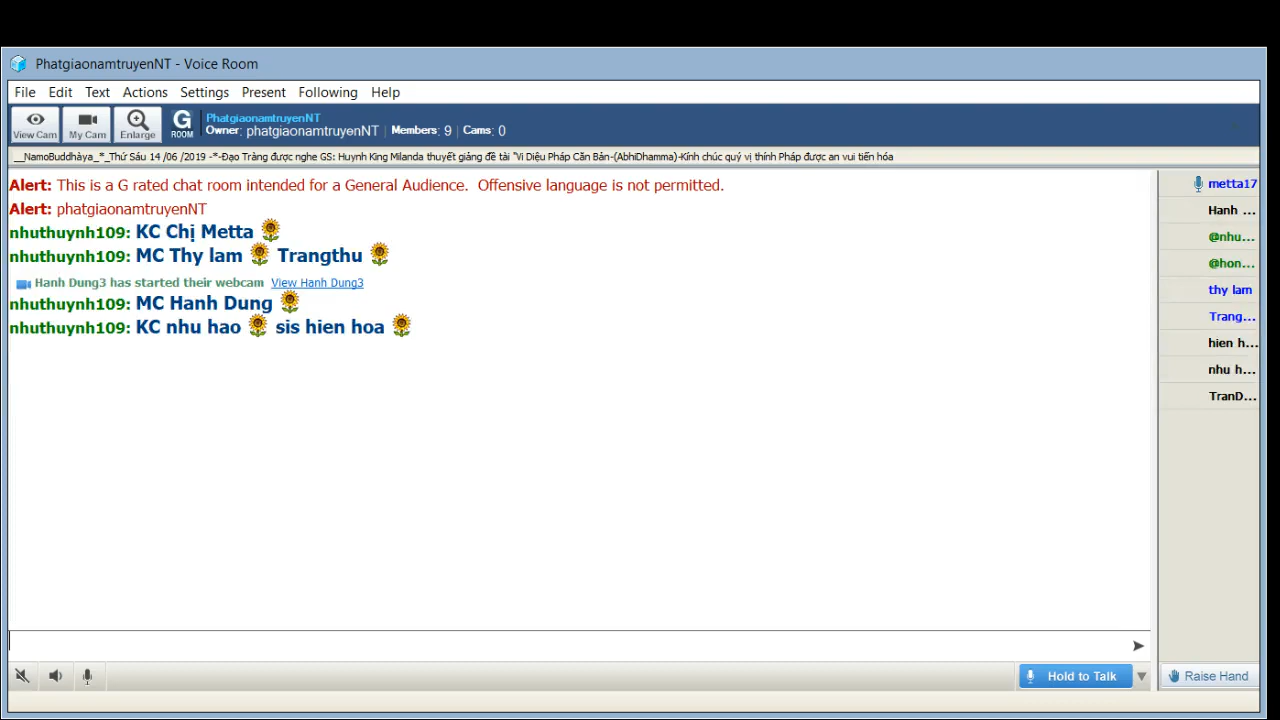 PhatgiaonamtruyenNT - Voice Room
File Edit Text Actions Settings Present Following Help
View Cam My Cam Enlarge G ROOM
PhatgiaonamtruyenNT
Owner: phatgiaonamtruyenNT Members: 9 Cams: 0
__NamoBuddhàya_*_Thứ Sáu 14 /06 /2019 -*-Đạo Tràng được nghe GS: Huynh King Milanda thuyết giảng đề tài "Vi Diệu Pháp Căn Bản-(AbhiDhamma)-Kính chúc quý vị thính Pháp được an vui tiến hóa
Alert: This is a G rated chat room intended for a General Audience. Offensive language is not permitted.
Alert: phatgiaonamtruyenNT
nhuthuynh109: KC Chị Metta
nhuthuynh109: MC Thy lam Trangthu
Hanh Dung3 has started their webcam View Hanh Dung3
nhuthuynh109: MC Hanh Dung
nhuthuynh109: KC nhu hao sis hien hoa
metta17
Hanh ...
@nhu...
@hon...
thy lam
Trang...
hien h...
nhu h...
TranD...
Hold to Talk
Raise Hand